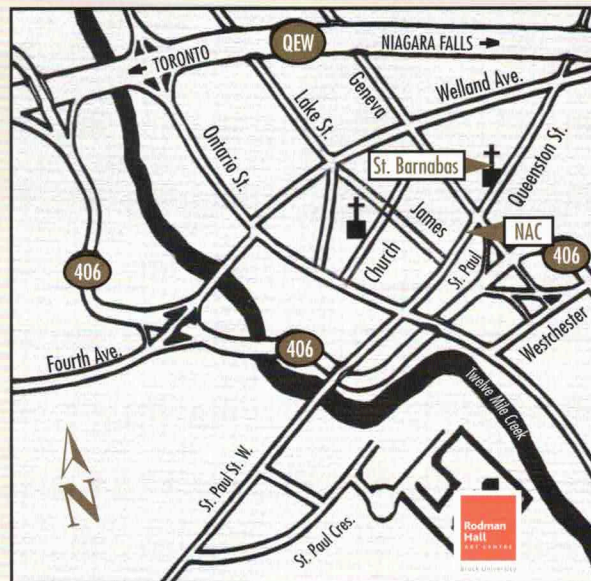 QEW
← TORONTO
NIAGARA FALLS →
Geneva
Lake St.
Welland Ave.
Ontario St.
St. Barnabas
Queenston St.
James
NAC
Church
St. Paul
406
406
406
Westchester
Fourth Ave.
Twelve Mile Creek
St. Paul St. W.
N
St. Paul Cres.
Rodman
Hall
ART CENTRE
Brock University